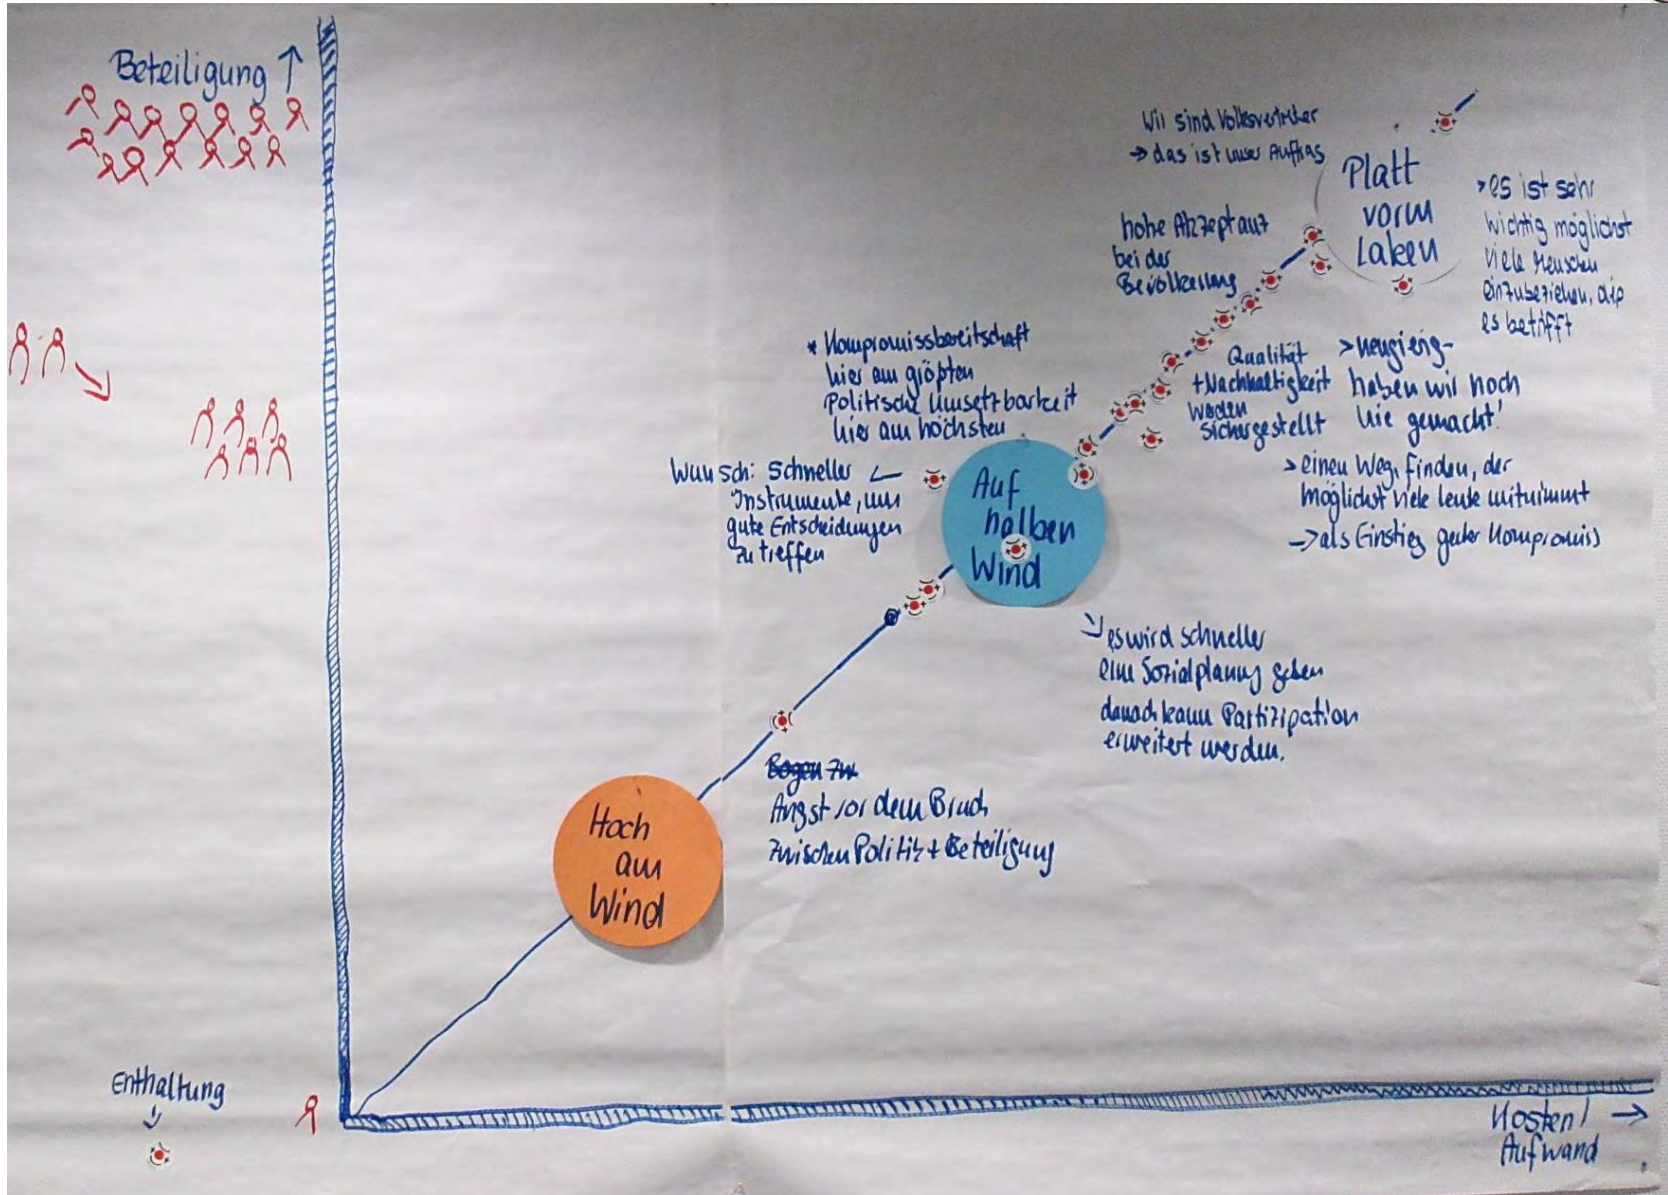 Beteiligung ↑
Wir sind Volksvertreter
→ das ist unser Auftrag
Platt
vorm
Laken
> es ist sehr
wichtig möglichst
viele Menschen
einzubeziehen, die
es betrifft
hohe Akzeptanz
bei der
Bevölkerung
* Kompromissbereitschaft
hier am größten
Politische Umsetzbarkeit
hier am höchsten
Qualität
+ Nachhaltigkeit
werden
sichergestellt
> neugierig-
haben wir noch
nie gemacht!
> einen Weg finden, der
möglichst viele Leute mitnimmt
→ als Einstieg guter Kompromiss
Wunsch: Schneller
Instrumente, um
gute Entscheidungen
zu treffen
Auf
halben
Wind
es wird schneller
eine Sozialplanung geben
danach kann Partizipation
erweitert werden.
Bogen zu
Angst vor dem Bruch
zwischen Politik + Beteiligung
Hoch
am
Wind
Enthaltung
Kosten/ →
Aufwand